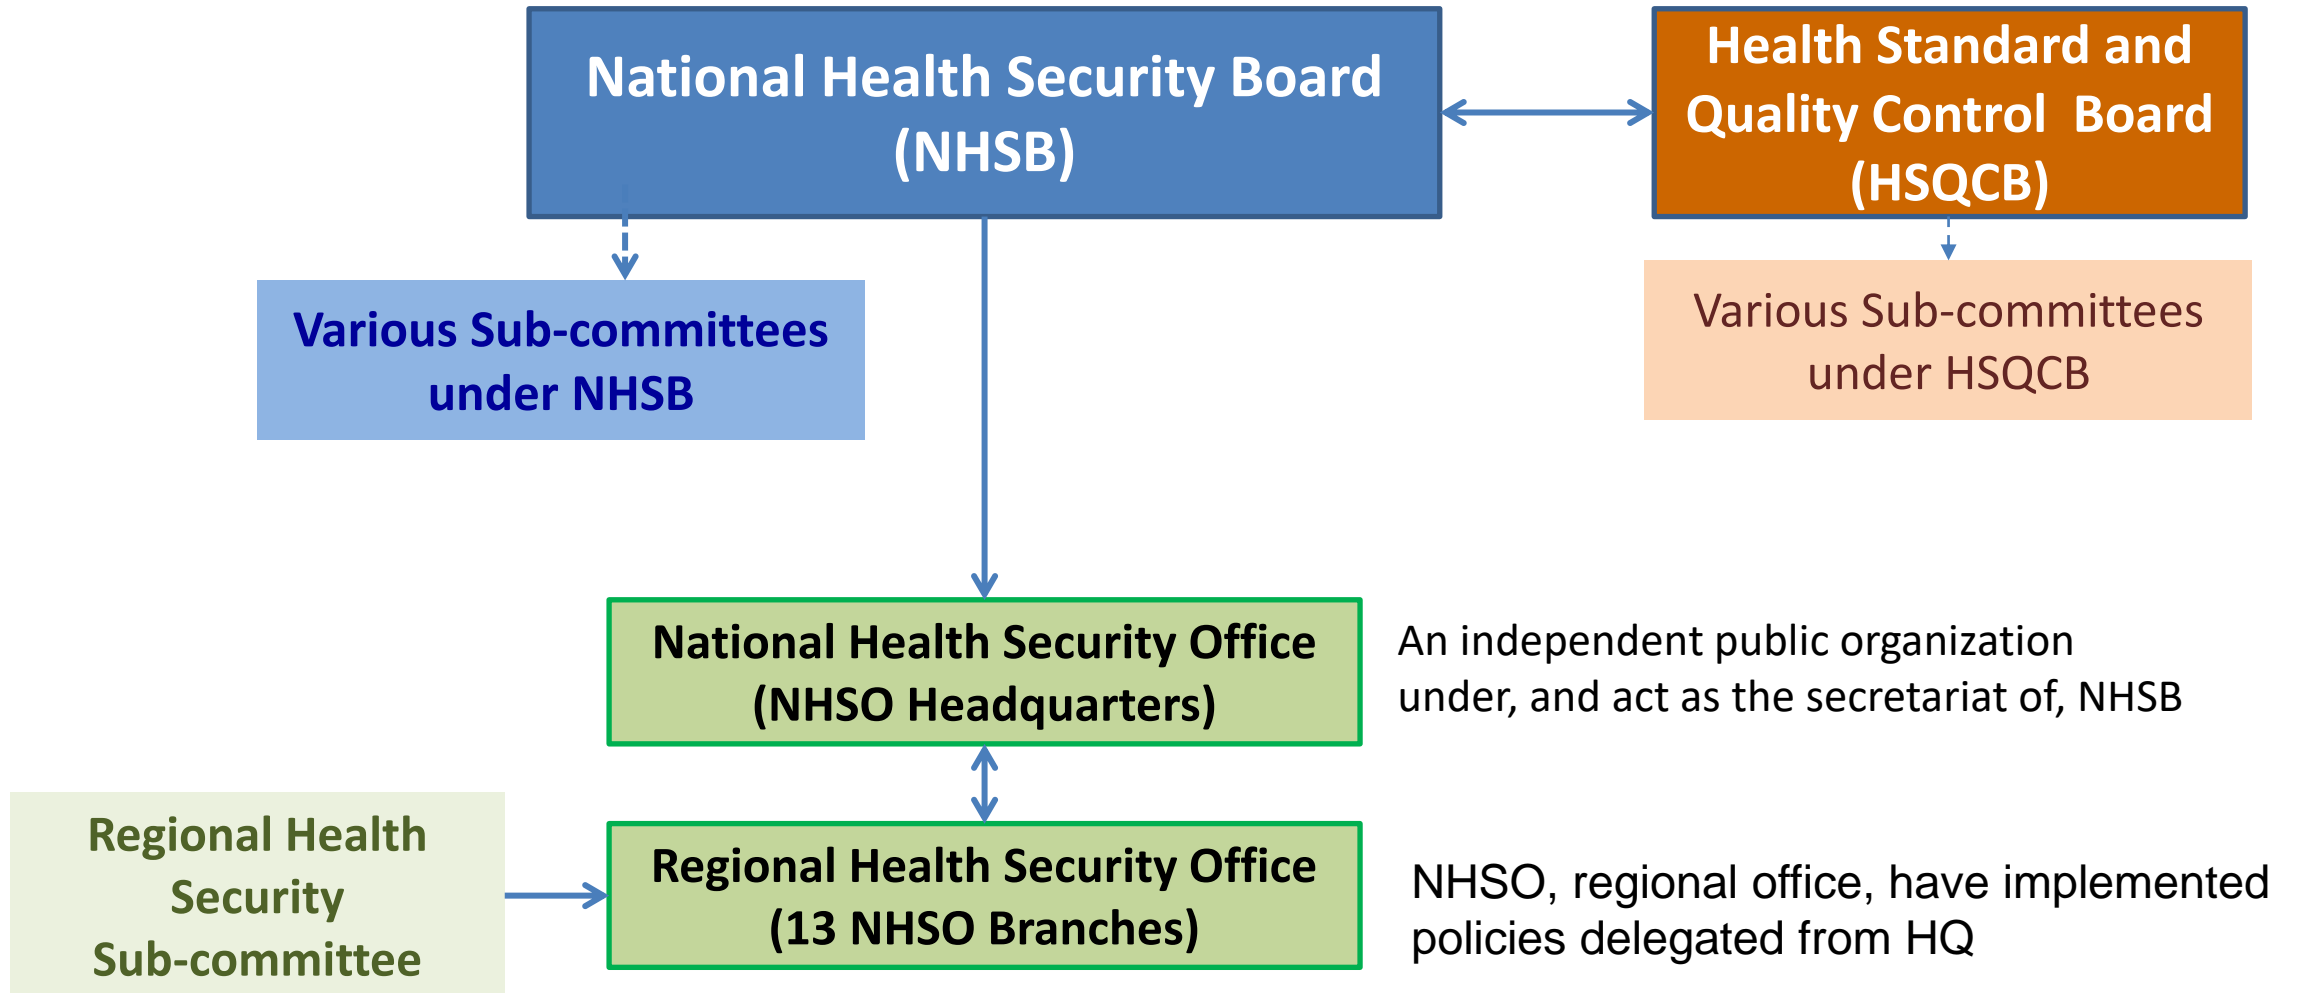 National Health Security Board
(NHSB)
Health Standard and
Quality Control  Board
(HSQCB)
Various Sub-committees
under NHSB
Various Sub-committees
under HSQCB
National Health Security Office
(NHSO Headquarters)
An independent public organization
under, and act as the secretariat of, NHSB
Regional Health
Security
Sub-committee
Regional Health Security Office
(13 NHSO Branches)
NHSO, regional office, have implemented
policies delegated from HQ